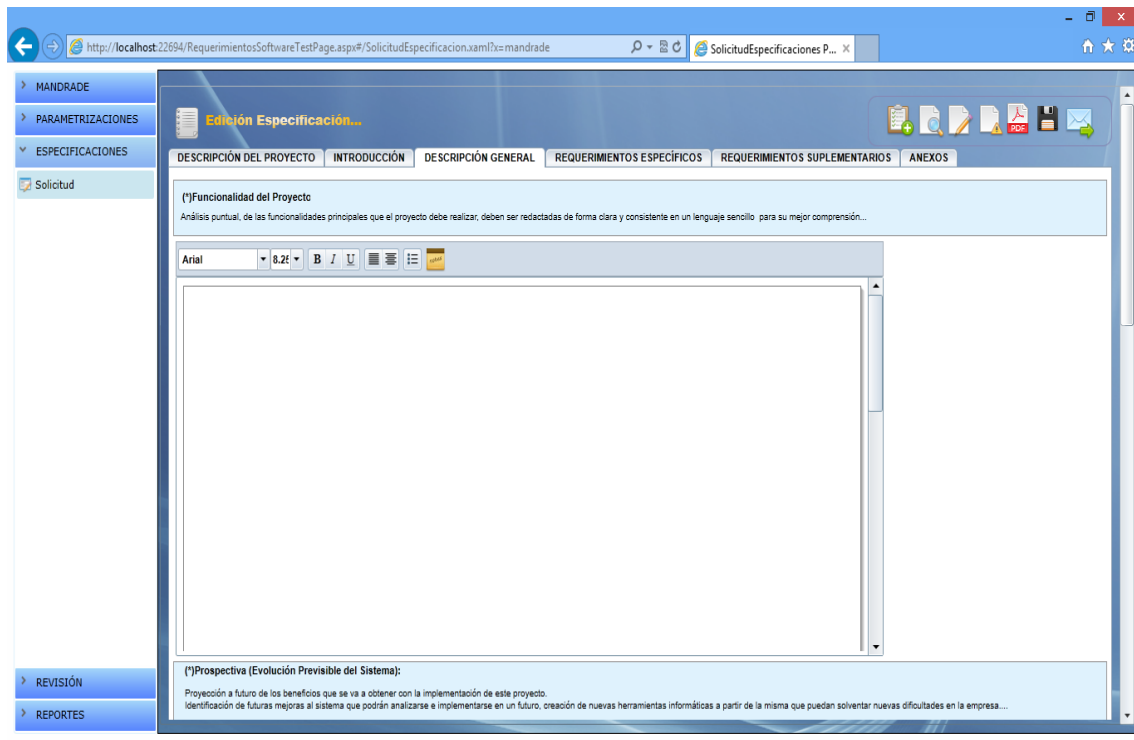 http://localhost:22694/RequerimientosSoftwareTestPage.aspx#/SolicitudEspecificacion.xaml?x=mandrade
SolicitudEspecificaciones P...
MANDRADE
PARAMETRIZACIONES
ESPECIFICACIONES
Solicitud
REVISIÓN
REPORTES
Edición Especificación...
PDF
DESCRIPCIÓN DEL PROYECTO INTRODUCCIÓN DESCRIPCIÓN GENERAL REQUERIMIENTOS ESPECÍFICOS REQUERIMIENTOS SUPLEMENTARIOS ANEXOS
(*)Funcionalidad del Proyecto
Análisis puntual, de las funcionalidades principales que el proyecto debe realizar, deben ser redactadas de forma clara y consistente en un lenguaje sencillo para su mejor comprensión...
Arial 8.25 B I U
(*)Prospectiva (Evolución Previsible del Sistema):
Proyección a futuro de los beneficios que se va a obtener con la implementación de este proyecto.
Identificación de futuras mejoras al sistema que podrán analizarse e implementarse en un futuro, creación de nuevas herramientas informáticas a partir de la misma que puedan solventar nuevas dificultades en la empresa....